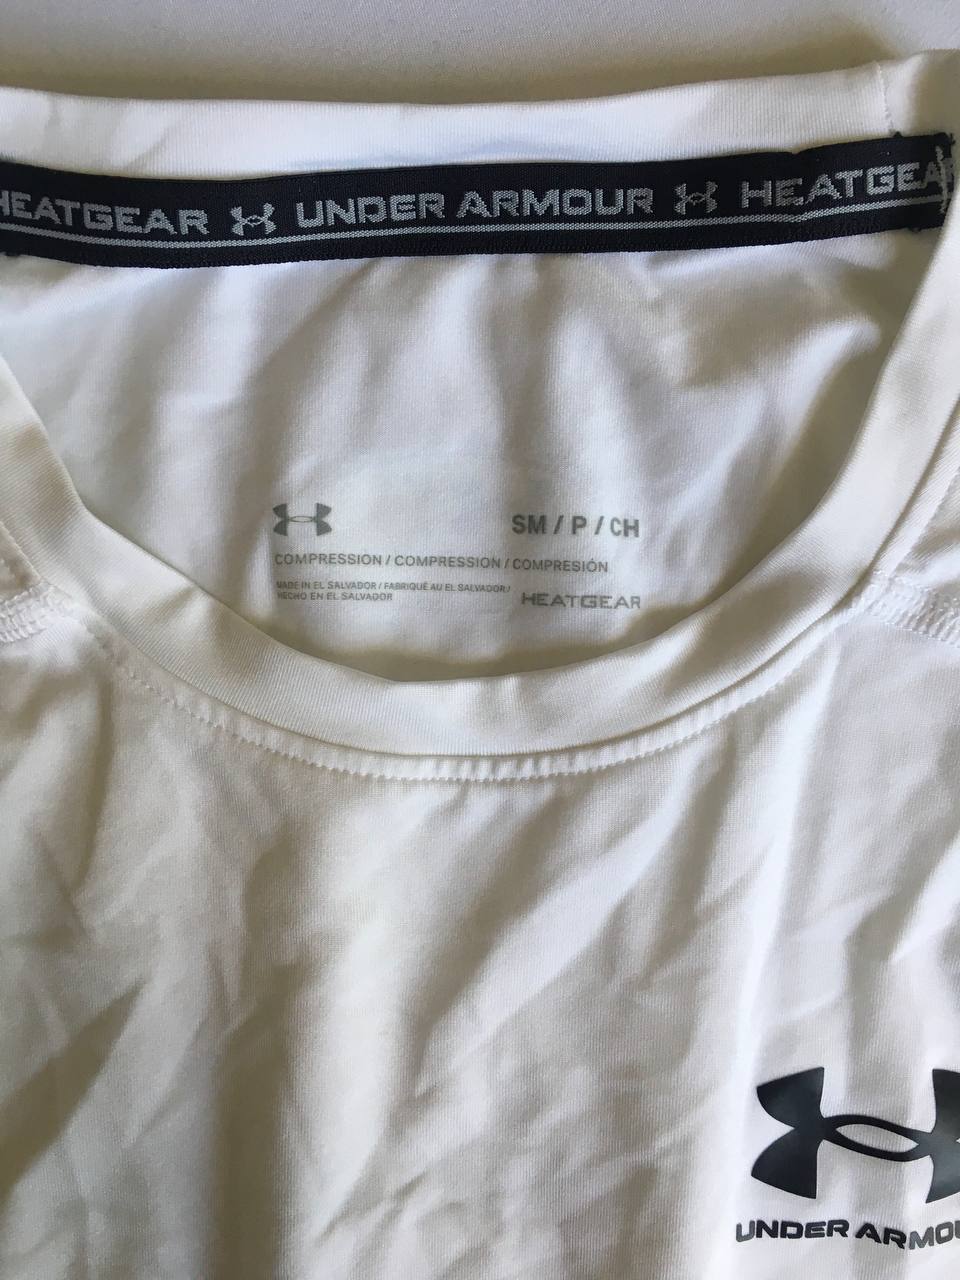 HEATGEAR UNDER ARMOUR HEATGEA
SM / P / CH
COMPRESSION / COMPRESSION / COMPRESIÓN
MADE IN EL SALVADOR / FABRIQUÉ AU EL SALVADOR /
HECHO EN EL SALVADOR
HEATGEAR
UNDER ARMOU